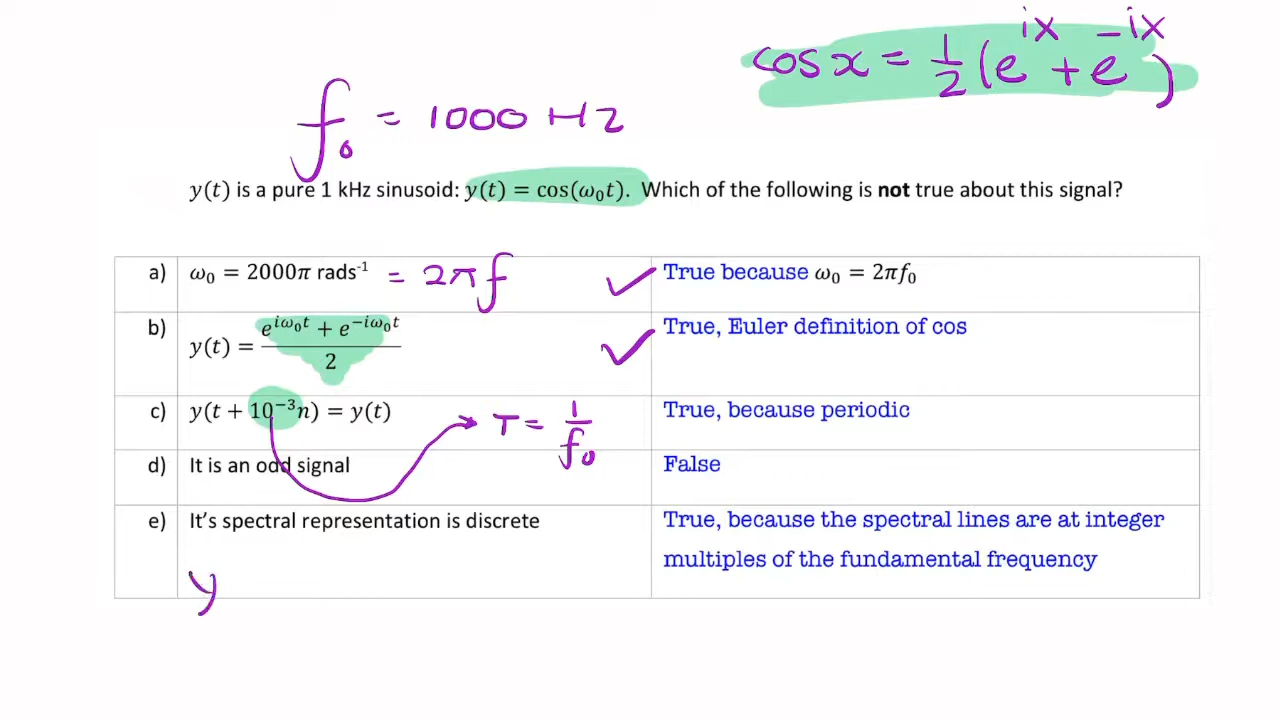 cos x = 1/2 (e^ix + e^-ix)
f₀ = 1000 Hz
y(t) is a pure 1 kHz sinusoid: y(t) = cos(ω₀t). Which of the following is not true about this signal?
a) ω₀ = 2000π rads⁻¹ = 2πf ✓ True because ω₀ = 2πf₀
b) y(t) = (e^iω₀t + e^−iω₀t)/2 ✓ True, Euler definition of cos
c) y(t + 10⁻³n) = y(t) T = 1/f₀ True, because periodic
d) It is an odd signal False
e) It's spectral representation is discrete True, because the spectral lines are at integer
multiples of the fundamental frequency
y